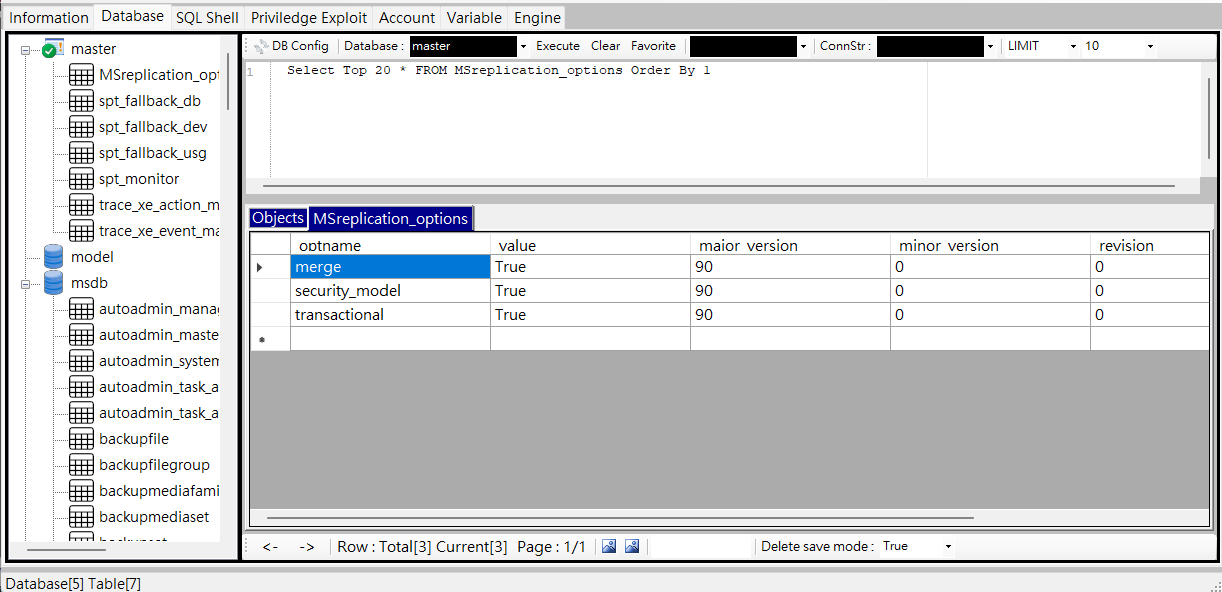 Information Database SQL Shell Priviledge Exploit Account Variable Engine
DB Config Database : master Execute Clear Favorite ConnStr : LIMIT 10
1 Select Top 20 * FROM MSreplication_options Order By 1
master
MSreplication_opt
spt_fallback_db
spt_fallback_dev
spt_fallback_usg
spt_monitor
trace_xe_action_m
trace_xe_event_ma
model
msdb
autoadmin_manag
autoadmin_maste
autoadmin_system
autoadmin_task_a
autoadmin_task_a
backupfile
backupfilegroup
backupmediafami
backupmediaset
backupset
Objects MSreplication_options
optname value major_version minor_version revision
merge True 90 0 0
security_model True 90 0 0
transactional True 90 0 0
<- -> Row : Total[3] Current[3] Page : 1/1 Delete save mode : True
Database[5] Table[7]